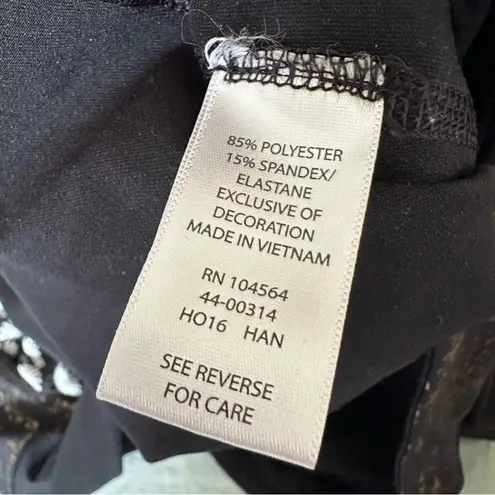 85% POLYESTER
15% SPANDEX/
ELASTANE
EXCLUSIVE OF
DECORATION
MADE IN VIETNAM
RN 104564
44-00314
HO16 HAN
SEE REVERSE
FOR CARE